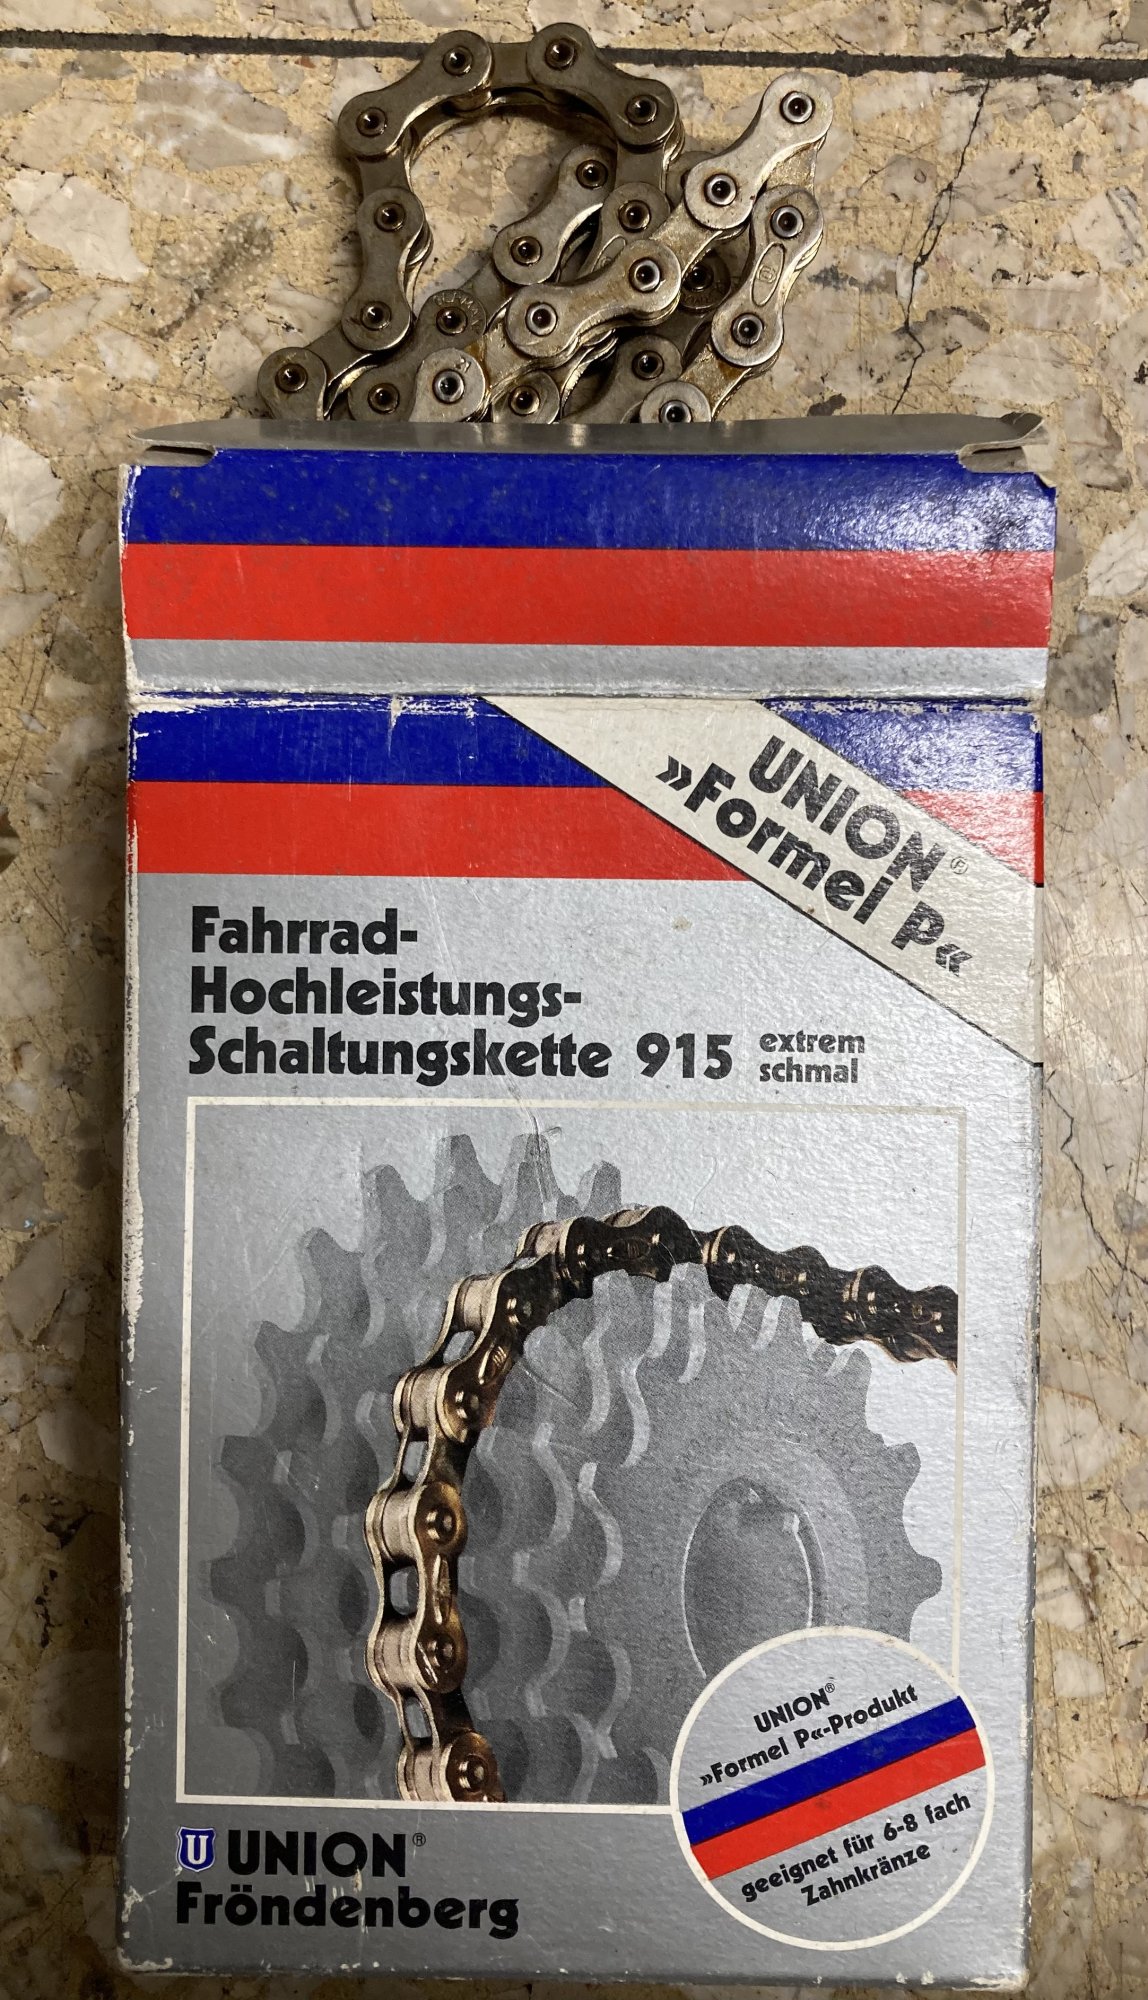 UNION®
»Formel P«
Fahrrad-
Hochleistungs-
Schaltungskette 915 extrem
schmal
UNION®
»Formel P«-Produkt
geeignet für 6-8 fach
Zahnkränze
U UNION®
Fröndenberg